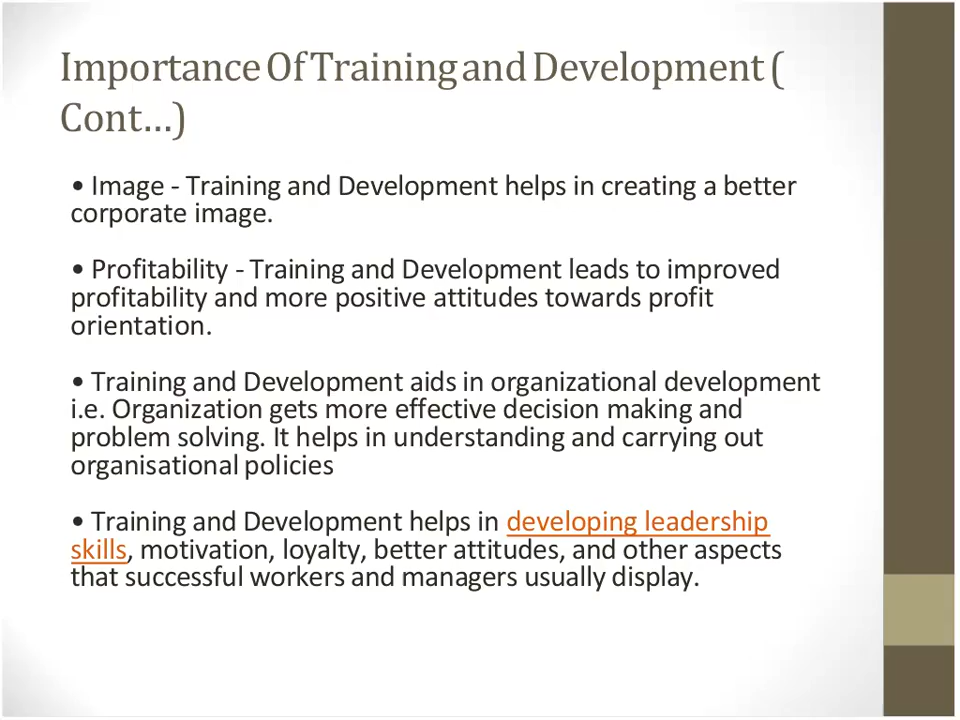 Importance Of Training and Development (
Cont...)
• Image - Training and Development helps in creating a better
corporate image.
• Profitability - Training and Development leads to improved
profitability and more positive attitudes towards profit
orientation.
• Training and Development aids in organizational development
i.e. Organization gets more effective decision making and
problem solving. It helps in understanding and carrying out
organisational policies
• Training and Development helps in developing leadership
skills, motivation, loyalty, better attitudes, and other aspects
that successful workers and managers usually display.